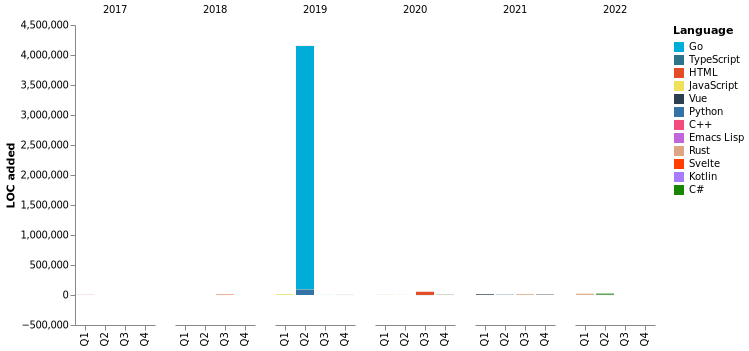 2017 2018 2019 2020 2021 2022
4,500,000
4,000,000
3,500,000
3,000,000
2,500,000
2,000,000
1,500,000
1,000,000
500,000
0
−500,000
LOC added
Q1 Q2 Q3 Q4 Q1 Q2 Q3 Q4 Q1 Q2 Q3 Q4 Q1 Q2 Q3 Q4 Q1 Q2 Q3 Q4 Q1 Q2 Q3 Q4
Language
Go
TypeScript
HTML
JavaScript
Vue
Python
C++
Emacs Lisp
Rust
Svelte
Kotlin
C#